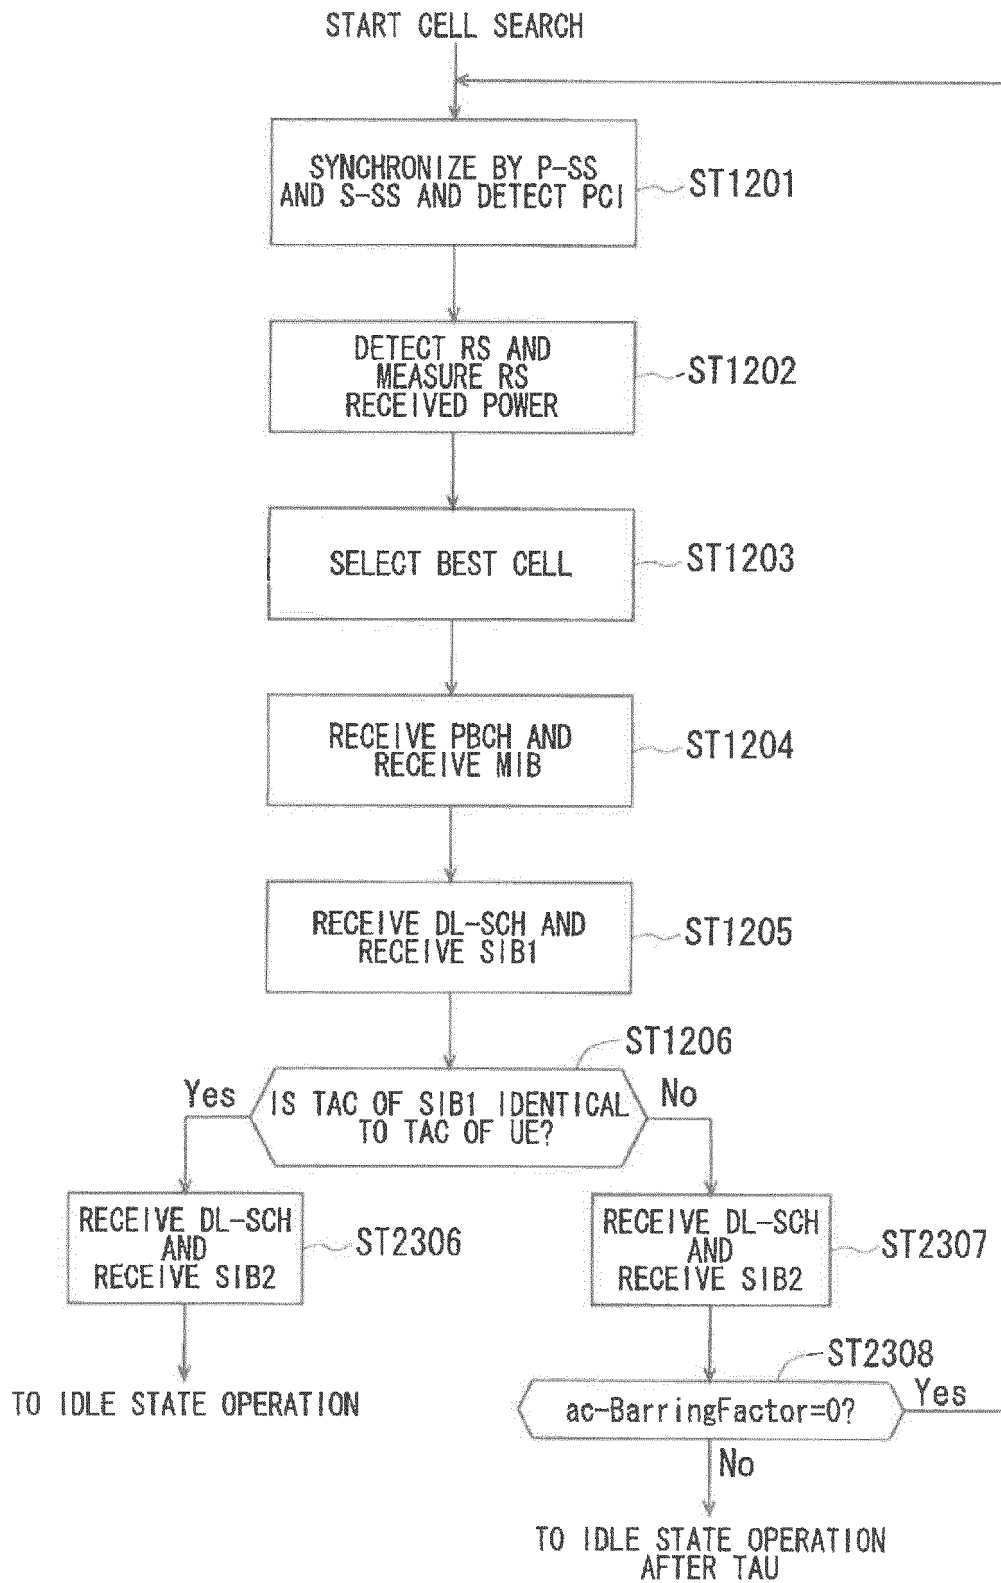 START CELL SEARCH
SYNCHRONIZE BY P-SS
AND S-SS AND DETECT PCI
ST1201
DETECT RS AND
MEASURE RS
RECEIVED POWER
ST1202
SELECT BEST CELL
ST1203
RECEIVE PBCH AND
RECEIVE MIB
ST1204
RECEIVE DL-SCH AND
RECEIVE SIB1
ST1205
ST1206
Yes
IS TAC OF SIB1 IDENTICAL
TO TAC OF UE?
No
RECEIVE DL-SCH
AND
RECEIVE SIB2
ST2306
RECEIVE DL-SCH
AND
RECEIVE SIB2
ST2307
TO IDLE STATE OPERATION
ST2308
ac-BarringFactor=0?
Yes
No
TO IDLE STATE OPERATION
AFTER TAU